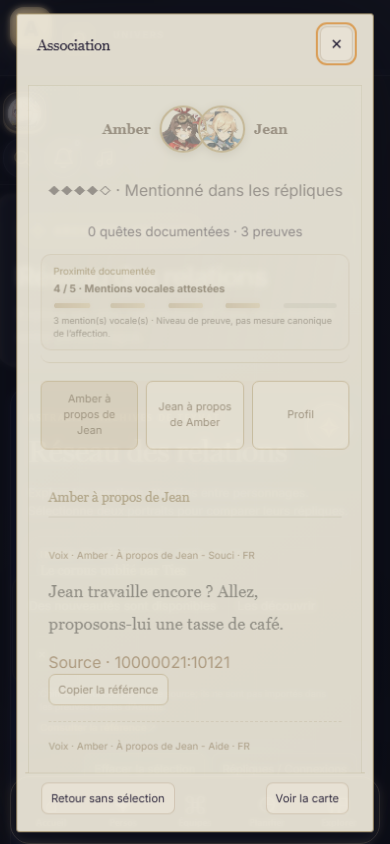 Association
×
Amber
Jean
◆◆◆◆◇ · Mentionné dans les répliques
0 quêtes documentées · 3 preuves
Proximité documentée
4 / 5 · Mentions vocales attestées
3 mention(s) vocale(s) · Niveau de preuve, pas mesure canonique
de l'affection.
Amber à
propos de
Jean
Jean à propos
de Amber
Profil
Amber à propos de Jean
Voix · Amber · À propos de Jean - Souci · FR
Jean travaille encore ? Allez,
proposons-lui une tasse de café.
Source · 10000021:10121
Copier la référence
Voix · Amber · À propos de Jean - Aide · FR
Retour sans sélection
Voir la carte